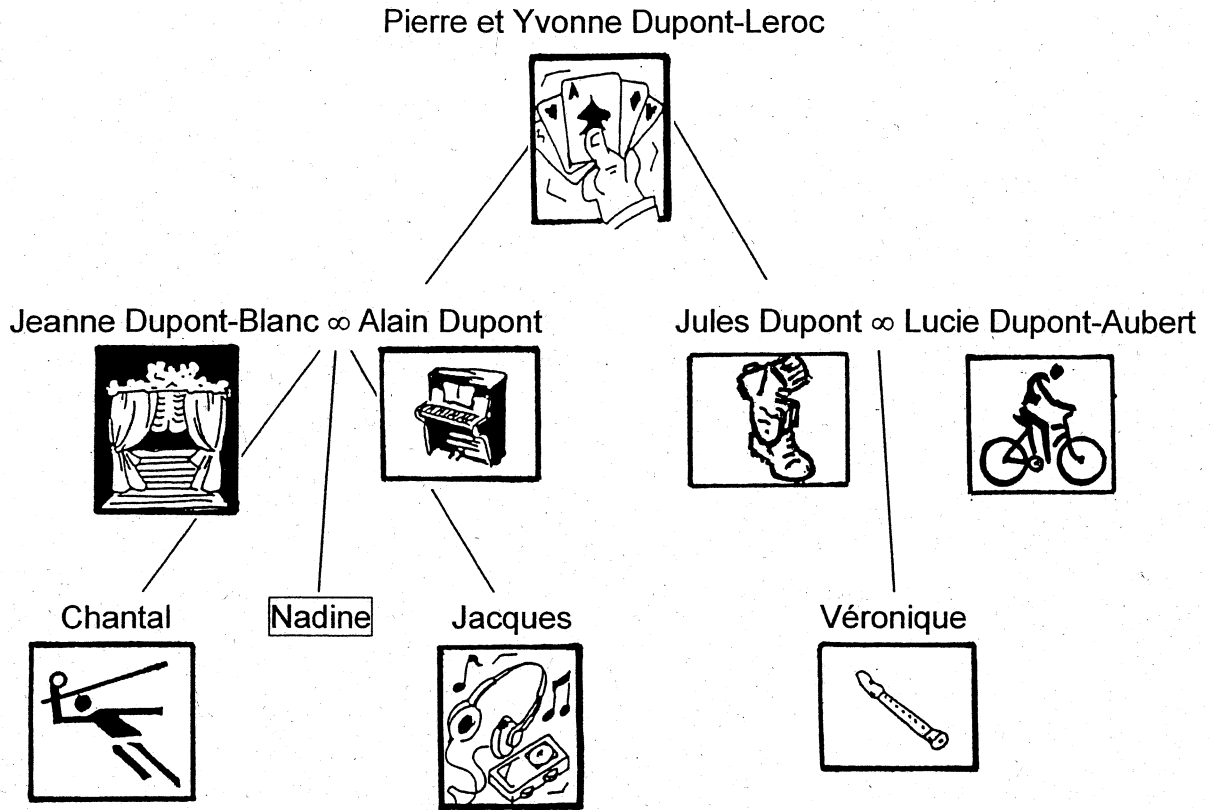 Pierre et Yvonne Dupont-Leroc
A
Jeanne Dupont-Blanc ∞ Alain Dupont
Jules Dupont ∞ Lucie Dupont-Aubert
Chantal
Nadine
Jacques
Véronique